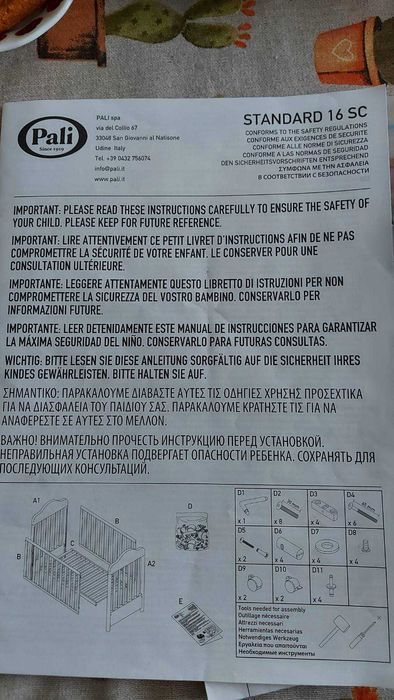 Pali
Since 1919
PALI spa
via del Collio 67
33048 San Giovanni al Natisone
Udine Italy
Tel. +39 0432 756074
info@pali.it
www.pali.it
STANDARD 16 SC
CONFORMS TO THE SAFETY REGULATIONS
CONFORME AUX EXIGENCES DE SECURITE
CONFORME ALLE NORME DI SICUREZZA
CONFORME A LAS NORMAS DE SEGURIDAD
DEN SICHERHEITSVORSCHRIFTEN ENTSPRECHEND
ΣΥΜΦΩΝΑ ΜΕ ΤΗΝ ΑΣΦΑΛΕΙΑ
В СООТВЕТСТВИИ С БЕЗОПАСНОСТИ
IMPORTANT: PLEASE READ THESE INSTRUCTIONS CAREFULLY TO ENSURE THE SAFETY OF
YOUR CHILD. PLEASE KEEP FOR FUTURE REFERENCE.
IMPORTANT: LIRE ATTENTIVEMENT CE PETIT LIVRET D'INSTRUCTIONS AFIN DE NE PAS
COMPROMETTRE LA SÉCURITÉ DE VOTRE ENFANT. LE CONSERVER POUR UNE
CONSULTATION ULTÉRIEURE.
IMPORTANTE: LEGGERE ATTENTAMENTE QUESTO LIBRETTO DI ISTRUZIONI PER NON
COMPROMETTERE LA SICUREZZA DEL VOSTRO BAMBINO. CONSERVARLO PER
INFORMAZIONI FUTURE.
IMPORTANTE: LEER DETENIDAMENTE ESTE MANUAL DE INSTRUCCIONES PARA GARANTIZAR
LA MÁXIMA SEGURIDAD DEL NIÑO. CONSERVARLO PARA FUTURAS CONSULTAS.
WICHTIG: BITTE LESEN SIE DIESE ANLEITUNG SORGFÄLTIG AUF DIE SICHERHEIT IHRES
KINDES GEWÄHRLEISTEN. BITTE HALTEN SIE AUF.
ΣΗΜΑΝΤΙΚΟ: ΠΑΡΑΚΑΛΟΥΜΕ ΔΙΑΒΑΣΤΕ ΑΥΤΕΣ ΤΙΣ ΟΔΗΓΙΕΣ ΧΡΗΣΗΣ ΠΡΟΣΕΚΤΙΚΑ
ΓΙΑ ΝΑ ΔΙΑΣΦΑΛΕΙΑ ΤΟΥ ΠΑΙΔΙΟΥ ΣΑΣ. ΠΑΡΑΚΑΛΟΥΜΕ ΚΡΑΤΗΣΤΕ ΤΙΣ ΓΙΑ ΝΑ
ΑΝΑΦΕΡΕΣΤΕ ΣΕ ΑΥΤΕΣ ΣΤΟ ΜΕΛΛΟΝ.
ВАЖНО! ВНИМАТЕЛЬНО ПРОЧЕСТЬ ИНСТРУКЦИЮ ПЕРЕД УСТАНОВКОЙ.
НЕПРАВИЛЬНАЯ УСТАНОВКА ПОДВЕРГАЕТ ОПАСНОСТИ РЕБЕНКА. СОХРАНЯТЬ ДЛЯ
ПОСЛЕДУЮЩИХ КОНСУЛЬТАЦИЙ.
A1
B
C
B
A2
D
E
D1
x 1
D2
x 8
D3
x 4
D4
x 6
D5
x 2
D6
x 4
D7
x 4
D8
x 4
D9
x 2
D10
x 2
D11
x 4
Tools needed for assembly
Outillage nécessaire
Attrezzi necessari
Herramientas necesarias
Notwendiges Werkzeug
Εργαλεία που απαιτούνται
Необходимые инструменты